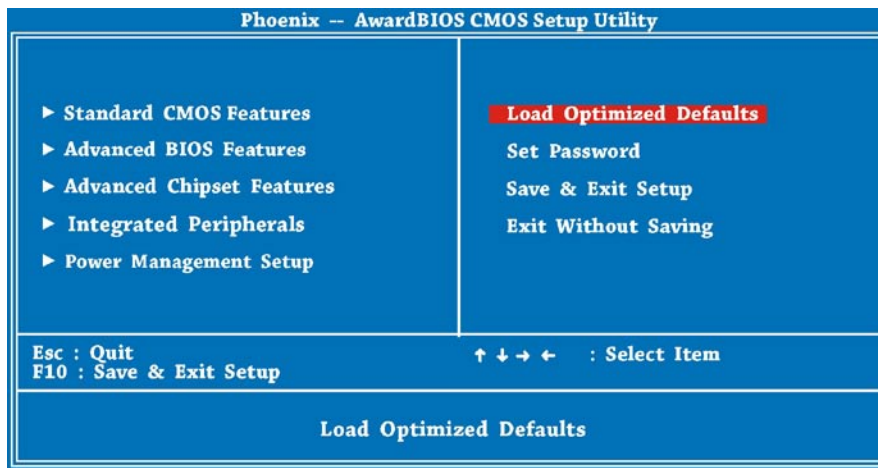 Phoenix -- AwardBIOS CMOS Setup Utility
► Standard CMOS Features
► Advanced BIOS Features
► Advanced Chipset Features
► Integrated Peripherals
► Power Management Setup
Load Optimized Defaults
Set Password
Save & Exit Setup
Exit Without Saving
Esc : Quit
F10 : Save & Exit Setup
↑ ↓ → ← : Select Item
Load Optimized Defaults